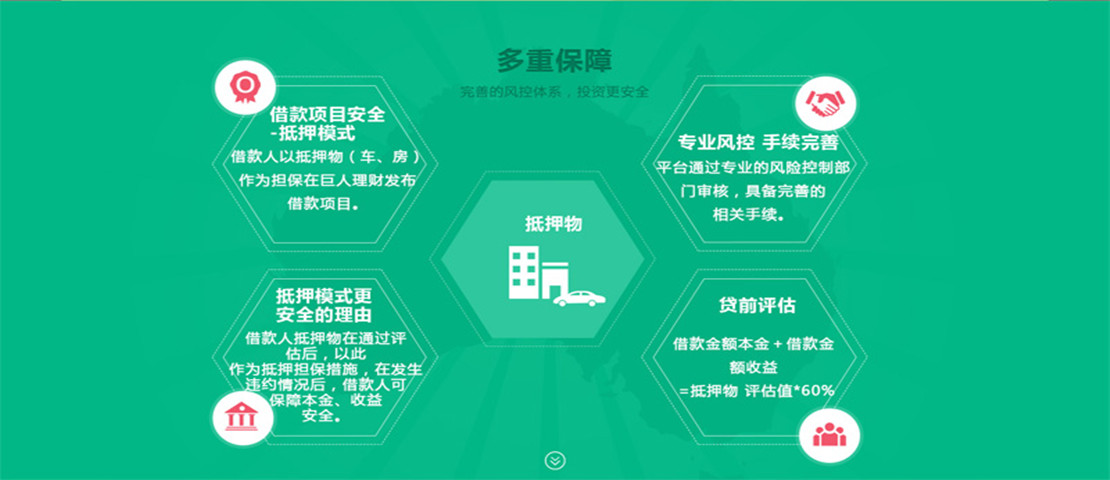 多重保障
完善的风控体系，投资更安全
借款项目安全
-抵押模式
借款人以抵押物（车、房）
作为担保在巨人理财发布
借款项目。
专业风控 手续完善
平台通过专业的风险控制部
门审核，具备完善的
相关手续。
抵押物
抵押模式更
安全的理由
借款人抵押物在通过评
估后，以此
作为抵押担保措施，在发生
违约情况后，借款人可
保障本金、收益
安全。
贷前评估
借款金额本金＋借款金
额收益
=抵押物 评估值*60%